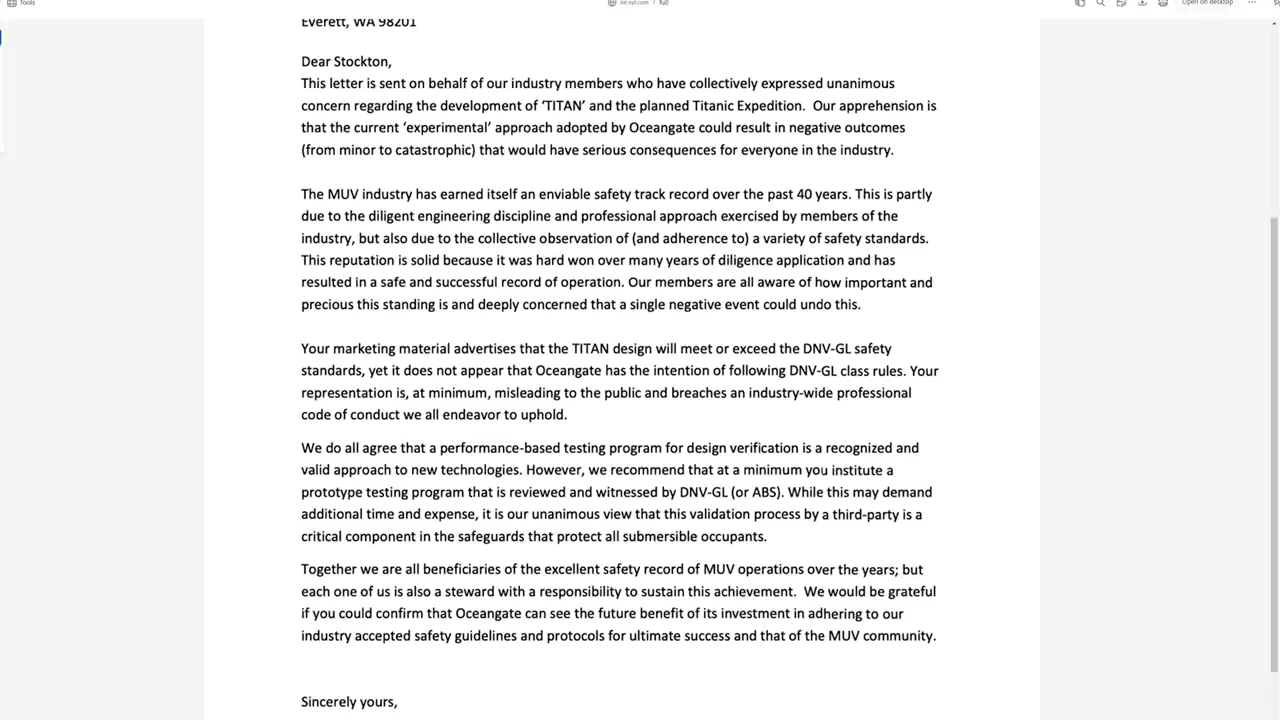 Tools
int.nyt.com / full
Open on desktop
Everett, WA 98201
Dear Stockton,
This letter is sent on behalf of our industry members who have collectively expressed unanimous
concern regarding the development of ‘TITAN’ and the planned Titanic Expedition.  Our apprehension is
that the current ‘experimental’ approach adopted by Oceangate could result in negative outcomes
(from minor to catastrophic) that would have serious consequences for everyone in the industry.
The MUV industry has earned itself an enviable safety track record over the past 40 years. This is partly
due to the diligent engineering discipline and professional approach exercised by members of the
industry, but also due to the collective observation of (and adherence to) a variety of safety standards.
This reputation is solid because it was hard won over many years of diligence application and has
resulted in a safe and successful record of operation. Our members are all aware of how important and
precious this standing is and deeply concerned that a single negative event could undo this.
Your marketing material advertises that the TITAN design will meet or exceed the DNV-GL safety
standards, yet it does not appear that Oceangate has the intention of following DNV-GL class rules. Your
representation is, at minimum, misleading to the public and breaches an industry-wide professional
code of conduct we all endeavor to uphold.
We do all agree that a performance-based testing program for design verification is a recognized and
valid approach to new technologies. However, we recommend that at a minimum you institute a
prototype testing program that is reviewed and witnessed by DNV-GL (or ABS). While this may demand
additional time and expense, it is our unanimous view that this validation process by a third-party is a
critical component in the safeguards that protect all submersible occupants.
Together we are all beneficiaries of the excellent safety record of MUV operations over the years; but
each one of us is also a steward with a responsibility to sustain this achievement.  We would be grateful
if you could confirm that Oceangate can see the future benefit of its investment in adhering to our
industry accepted safety guidelines and protocols for ultimate success and that of the MUV community.
Sincerely yours,